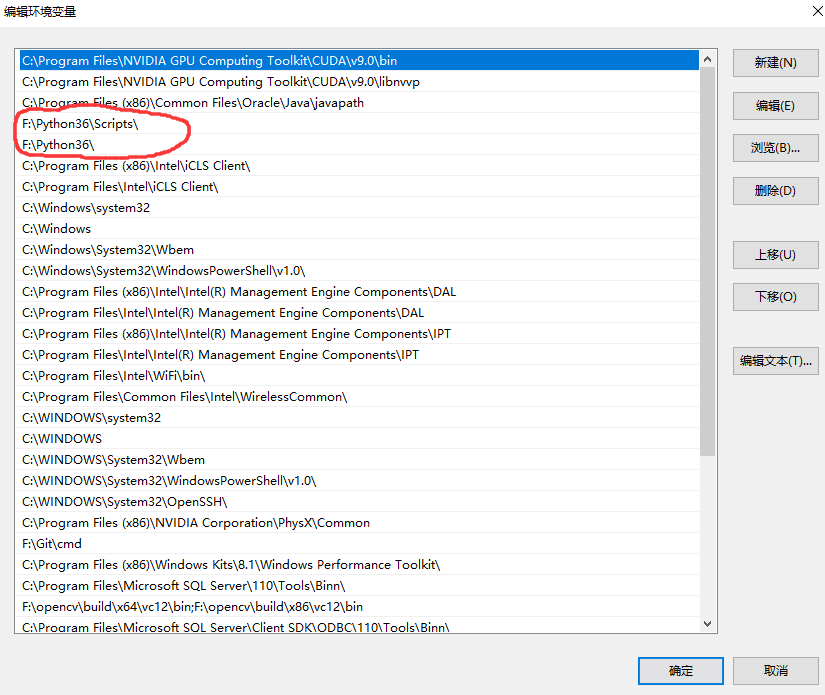 编辑环境变量
C:\Program Files\NVIDIA GPU Computing Toolkit\CUDA\v9.0\bin
C:\Program Files\NVIDIA GPU Computing Toolkit\CUDA\v9.0\libnvvp
C:\Program Files (x86)\Common Files\Oracle\Java\javapath
F:\Python36\Scripts\
F:\Python36\
C:\Program Files (x86)\Intel\iCLS Client\
C:\Program Files\Intel\iCLS Client\
C:\Windows\system32
C:\Windows
C:\Windows\System32\Wbem
C:\Windows\System32\WindowsPowerShell\v1.0\
C:\Program Files (x86)\Intel\Intel(R) Management Engine Components\DAL
C:\Program Files\Intel\Intel(R) Management Engine Components\DAL
C:\Program Files (x86)\Intel\Intel(R) Management Engine Components\IPT
C:\Program Files\Intel\Intel(R) Management Engine Components\IPT
C:\Program Files\Intel\WiFi\bin\
C:\Program Files\Common Files\Intel\WirelessCommon\
C:\WINDOWS\system32
C:\WINDOWS
C:\WINDOWS\System32\Wbem
C:\WINDOWS\System32\WindowsPowerShell\v1.0\
C:\WINDOWS\System32\OpenSSH\
C:\Program Files (x86)\NVIDIA Corporation\PhysX\Common
F:\Git\cmd
C:\Program Files (x86)\Windows Kits\8.1\Windows Performance Toolkit\
C:\Program Files\Microsoft SQL Server\110\Tools\Binn\
F:\opencv\build\x64\vc12\bin;F:\opencv\build\x86\vc12\bin
C:\Program Files\Microsoft SQL Server\Client SDK\ODBC\110\Tools\Binn\
新建(N)
编辑(E)
浏览(B)...
删除(D)
上移(U)
下移(O)
编辑文本(T)...
确定
取消